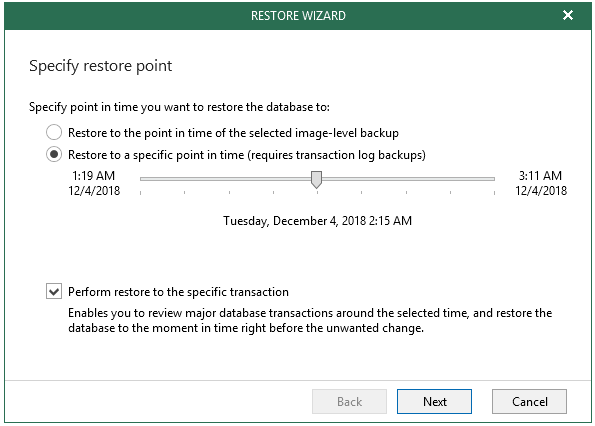 RESTORE WIZARD
Specify restore point
Specify point in time you want to restore the database to:
Restore to the point in time of the selected image-level backup
Restore to a specific point in time (requires transaction log backups)
1:19 AM
12/4/2018
3:11 AM
12/4/2018
Tuesday, December 4, 2018 2:15 AM
Perform restore to the specific transaction
Enables you to review major database transactions around the selected time, and restore the
database to the moment in time right before the unwanted change.
Back
Next
Cancel